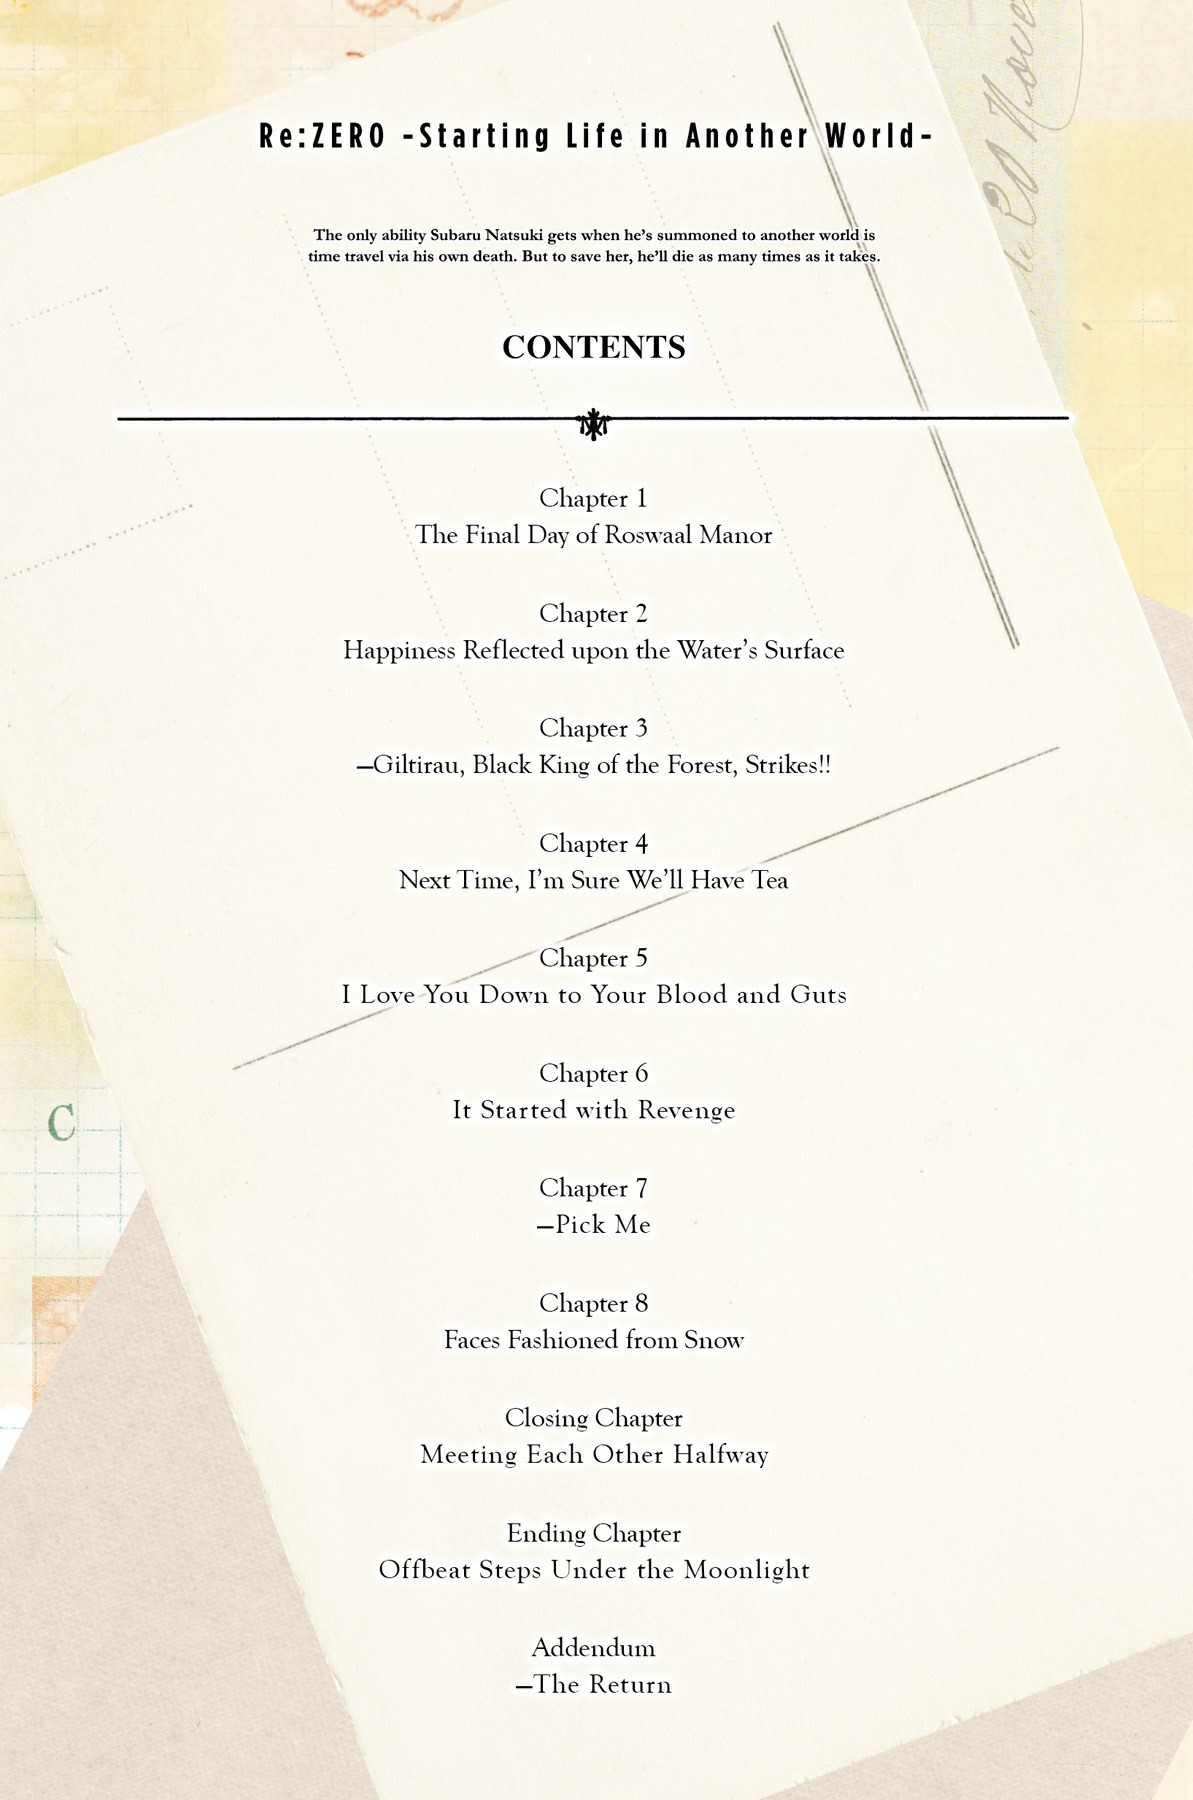 Re:ZERO -Starting Life in Another World-
The only ability Subaru Natsuki gets when he's summoned to another world is
time travel via his own death. But to save her, he'll die as many times as it takes.
CONTENTS
Chapter 1
The Final Day of Roswaal Manor
Chapter 2
Happiness Reflected upon the Water's Surface
Chapter 3
—Giltirau, Black King of the Forest, Strikes!!
Chapter 4
Next Time, I'm Sure We'll Have Tea
Chapter 5
I Love You Down to Your Blood and Guts
Chapter 6
It Started with Revenge
Chapter 7
—Pick Me
Chapter 8
Faces Fashioned from Snow
Closing Chapter
Meeting Each Other Halfway
Ending Chapter
Offbeat Steps Under the Moonlight
Addendum
—The Return
C